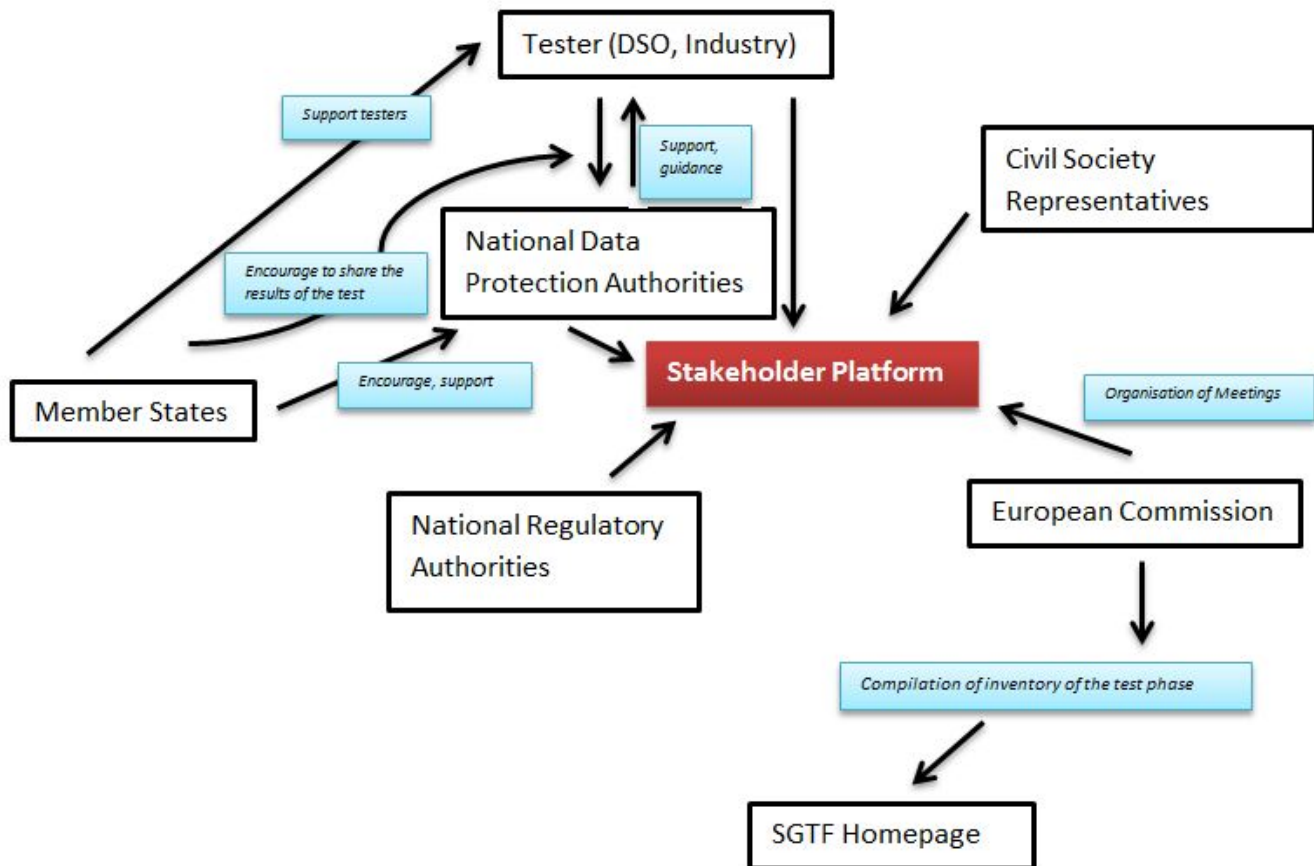 Tester (DSO, Industry)
Support testers
Support,
guidance
Civil Society
Representatives
National Data
Protection Authorities
Encourage to share the
results of the test
Encourage, support
Stakeholder Platform
Member States
Organisation of Meetings
National Regulatory
Authorities
European Commission
Compilation of inventory of the test phase
SGTF Homepage